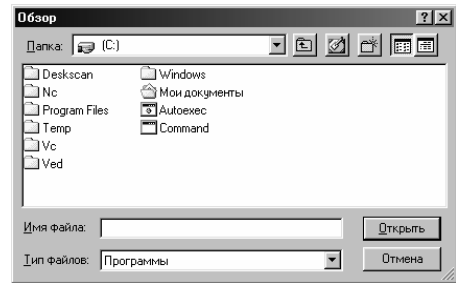 Обзор
Папка: (C:)
Deskscan Windows
Nc Мои документы
Program Files Autoexec
Temp Command
Vc
Ved
Имя файла: Открыть
Тип файлов: Программы Отмена